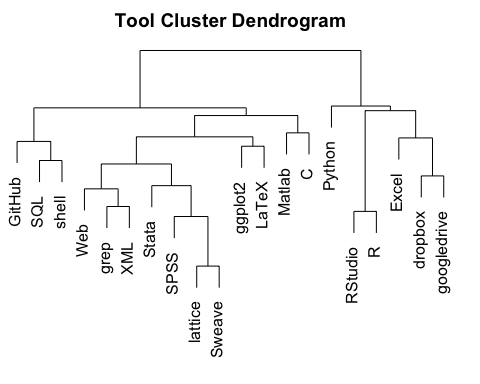 Tool Cluster Dendrogram
GitHub
SQL
shell
Web
grep
XML
Stata
SPSS
lattice
Sweave
ggplot2
LaTeX
Matlab
C
Python
RStudio
R
Excel
dropbox
googledrive